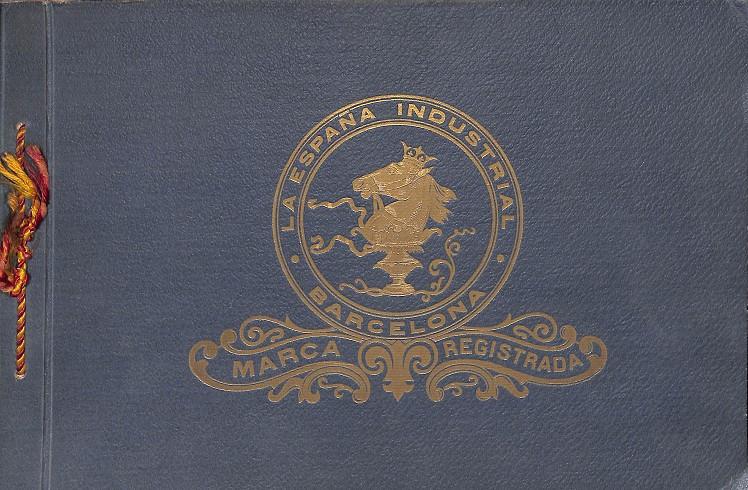 LA ESPAÑA INDUSTRIAL
BARCELONA
MARCA REGISTRADA